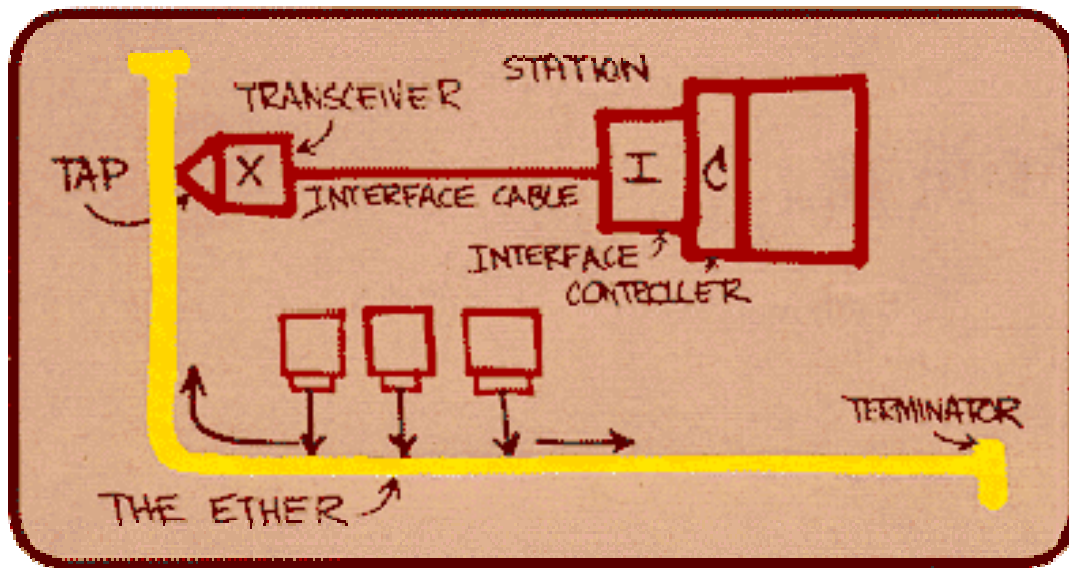 STATION
TRANSCEIVER
TAP
X
I
C
INTERFACE CABLE
INTERFACE
CONTROLLER
TERMINATOR
THE ETHER